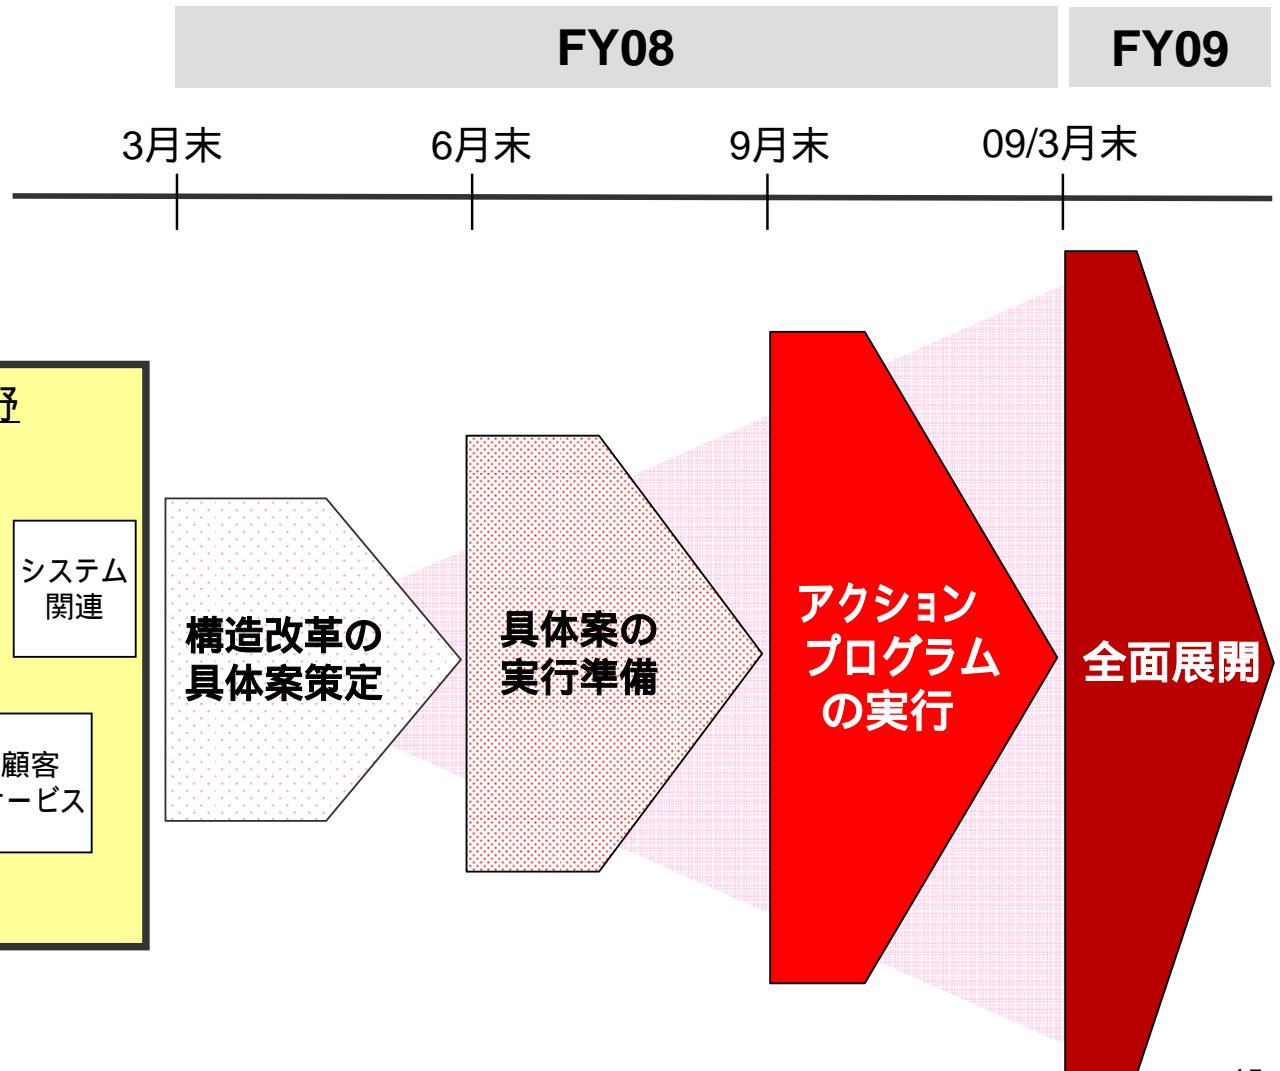 FY08
FY09
3月末
6月末
9月末
09/3月末
野
システム
関連
顧客
ービス
構造改革の
具体案策定
具体案の
実行準備
アクション
プログラム
の実行
全面展開